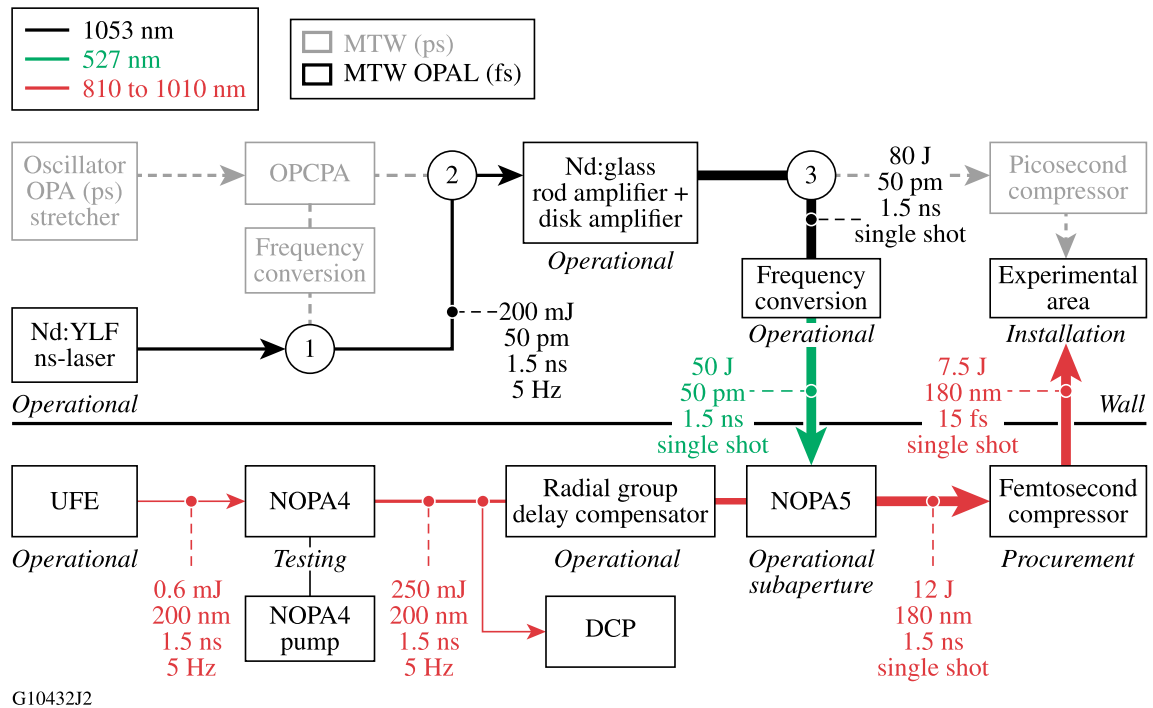 1053 nm
527 nm
810 to 1010 nm
MTW (ps)
MTW OPAL (fs)
Oscillator
OPA (ps)
stretcher
OPCPA
Frequency
conversion
2
Nd:glass
rod amplifier +
disk amplifier
Operational
3
80 J
50 pm
1.5 ns
single shot
Picosecond
compressor
Nd:YLF
ns-laser
Operational
1
200 mJ
50 pm
1.5 ns
5 Hz
Frequency
conversion
Operational
Experimental
area
Installation
50 J
50 pm
1.5 ns
single shot
7.5 J
180 nm
15 fs
single shot
Wall
UFE
Operational
0.6 mJ
200 nm
1.5 ns
5 Hz
NOPA4
Testing
NOPA4
pump
250 mJ
200 nm
1.5 ns
5 Hz
Radial group
delay compensator
Operational
DCP
NOPA5
Operational
subaperture
12 J
180 nm
1.5 ns
single shot
Femtosecond
compressor
Procurement
G10432J2